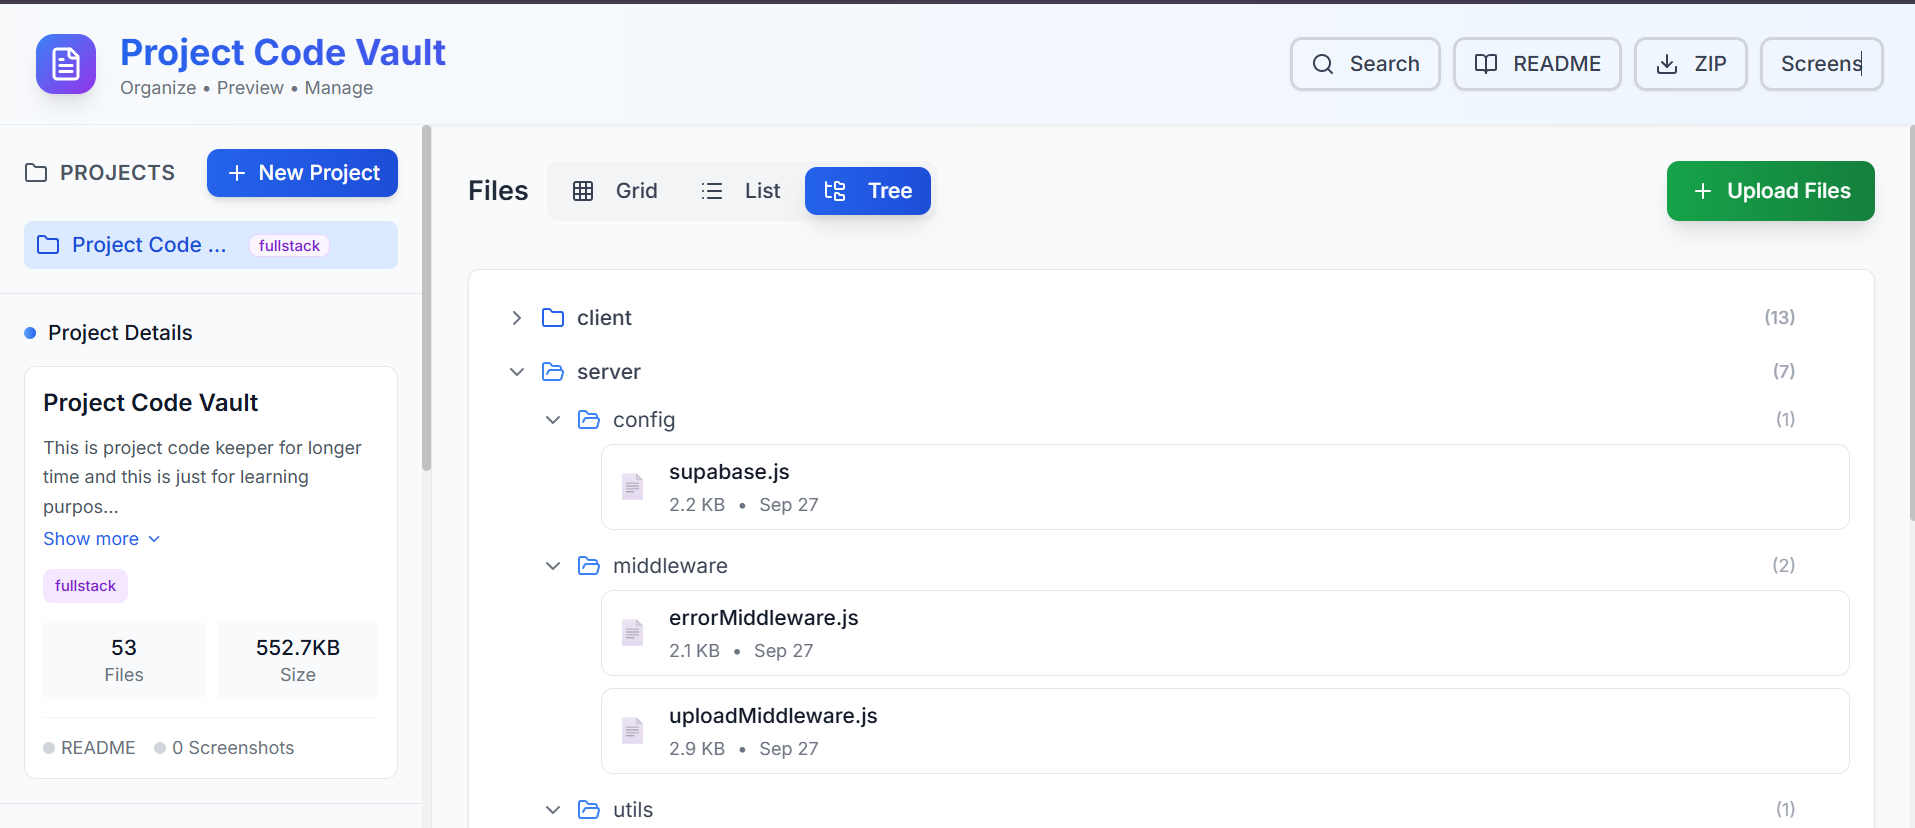 Project Code Vault
Organize • Preview • Manage
Search
README
ZIP
Screens
PROJECTS
+ New Project
Project Code ...
fullstack
Project Details
Project Code Vault
This is project code keeper for longer
time and this is just for learning
purpos...
Show more
fullstack
53
Files
552.7KB
Size
README
0 Screenshots
Files
Grid
List
Tree
+ Upload Files
client (13)
server (7)
config (1)
supabase.js
2.2 KB • Sep 27
middleware (2)
errorMiddleware.js
2.1 KB • Sep 27
uploadMiddleware.js
2.9 KB • Sep 27
utils (1)